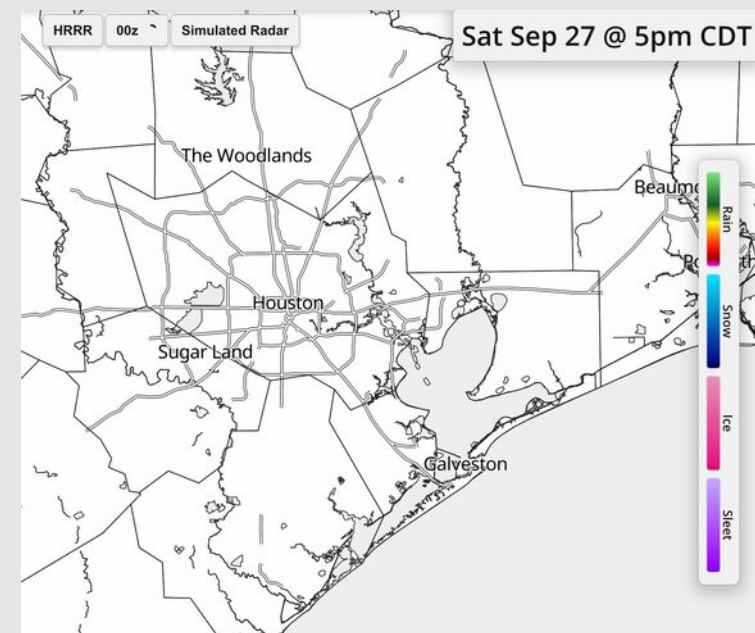 HRRR
00z
Simulated Radar
Sat Sep 27 @ 5pm CDT
The Woodlands
Beaumo
Rain
Houston
Snow
Sugar Land
Ice
Galveston
Sleet